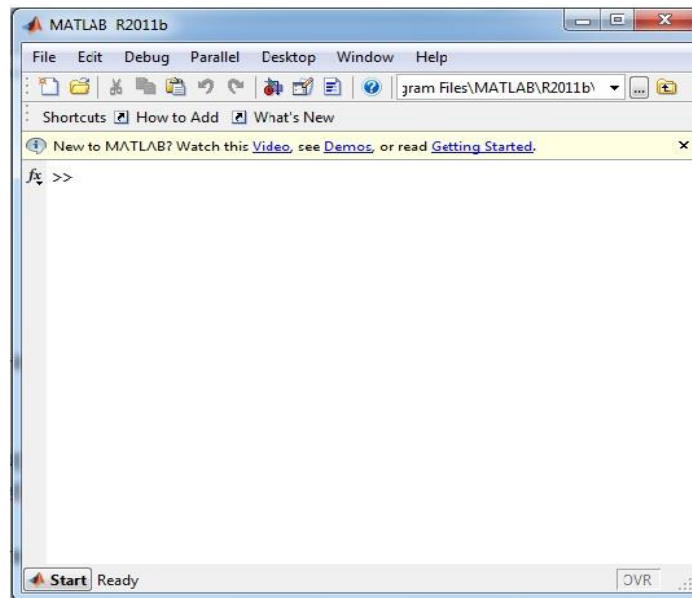 MATLAB R2011b
File Edit Debug Parallel Desktop Window Help
gram Files\MATLAB\R2011b\ ...
Shortcuts How to Add What's New
New to MATLAB? Watch this Video, see Demos, or read Getting Started.
fx >>
Start Ready OVR